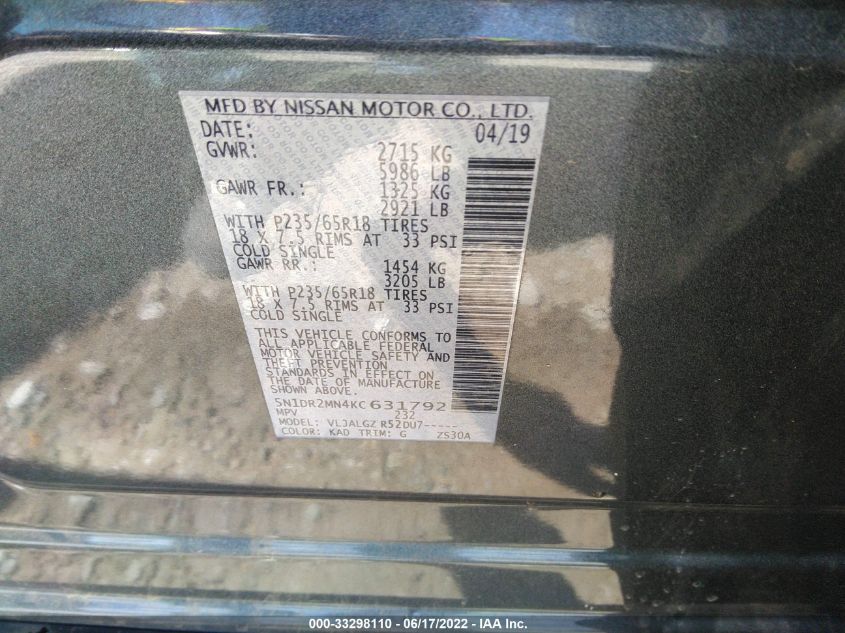 MFD BY NISSAN MOTOR CO., LTD.
DATE: 04/19
GVWR: 2715 KG
5986 LB
GAWR FR.: 1325 KG
2921 LB
WITH P235/65R18 TIRES
18 X 7.5 RIMS AT 33 PSI
COLD SINGLE
GAWR RR.: 1454 KG
3205 LB
WITH P235/65R18 TIRES
18 X 7.5 RIMS AT 33 PSI
COLD SINGLE
THIS VEHICLE CONFORMS TO
ALL APPLICABLE FEDERAL
MOTOR VEHICLE SAFETY AND
THEFT PREVENTION
STANDARDS IN EFFECT ON
THE DATE OF MANUFACTURE
SHOWN ABOVE.
5N1DR2MN4KC631792
MPV 232
MODEL: VLJALGZ R52DU7-----
COLOR: KAD TRIM: G ZS30A
000-33298110 - 06/17/2022 - IAA Inc.